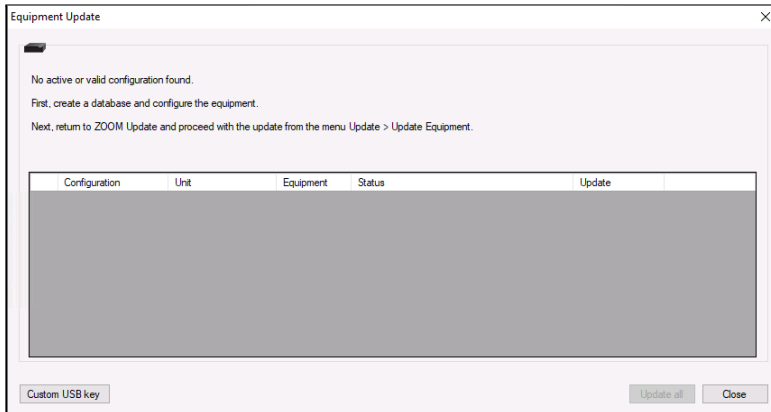 Equipment Update
No active or valid configuration found.
First, create a database and configure the equipment.
Next, return to ZOOM Update and proceed with the update from the menu Update > Update Equipment.
Configuration Unit Equipment Status Update
Custom USB key Update all Close